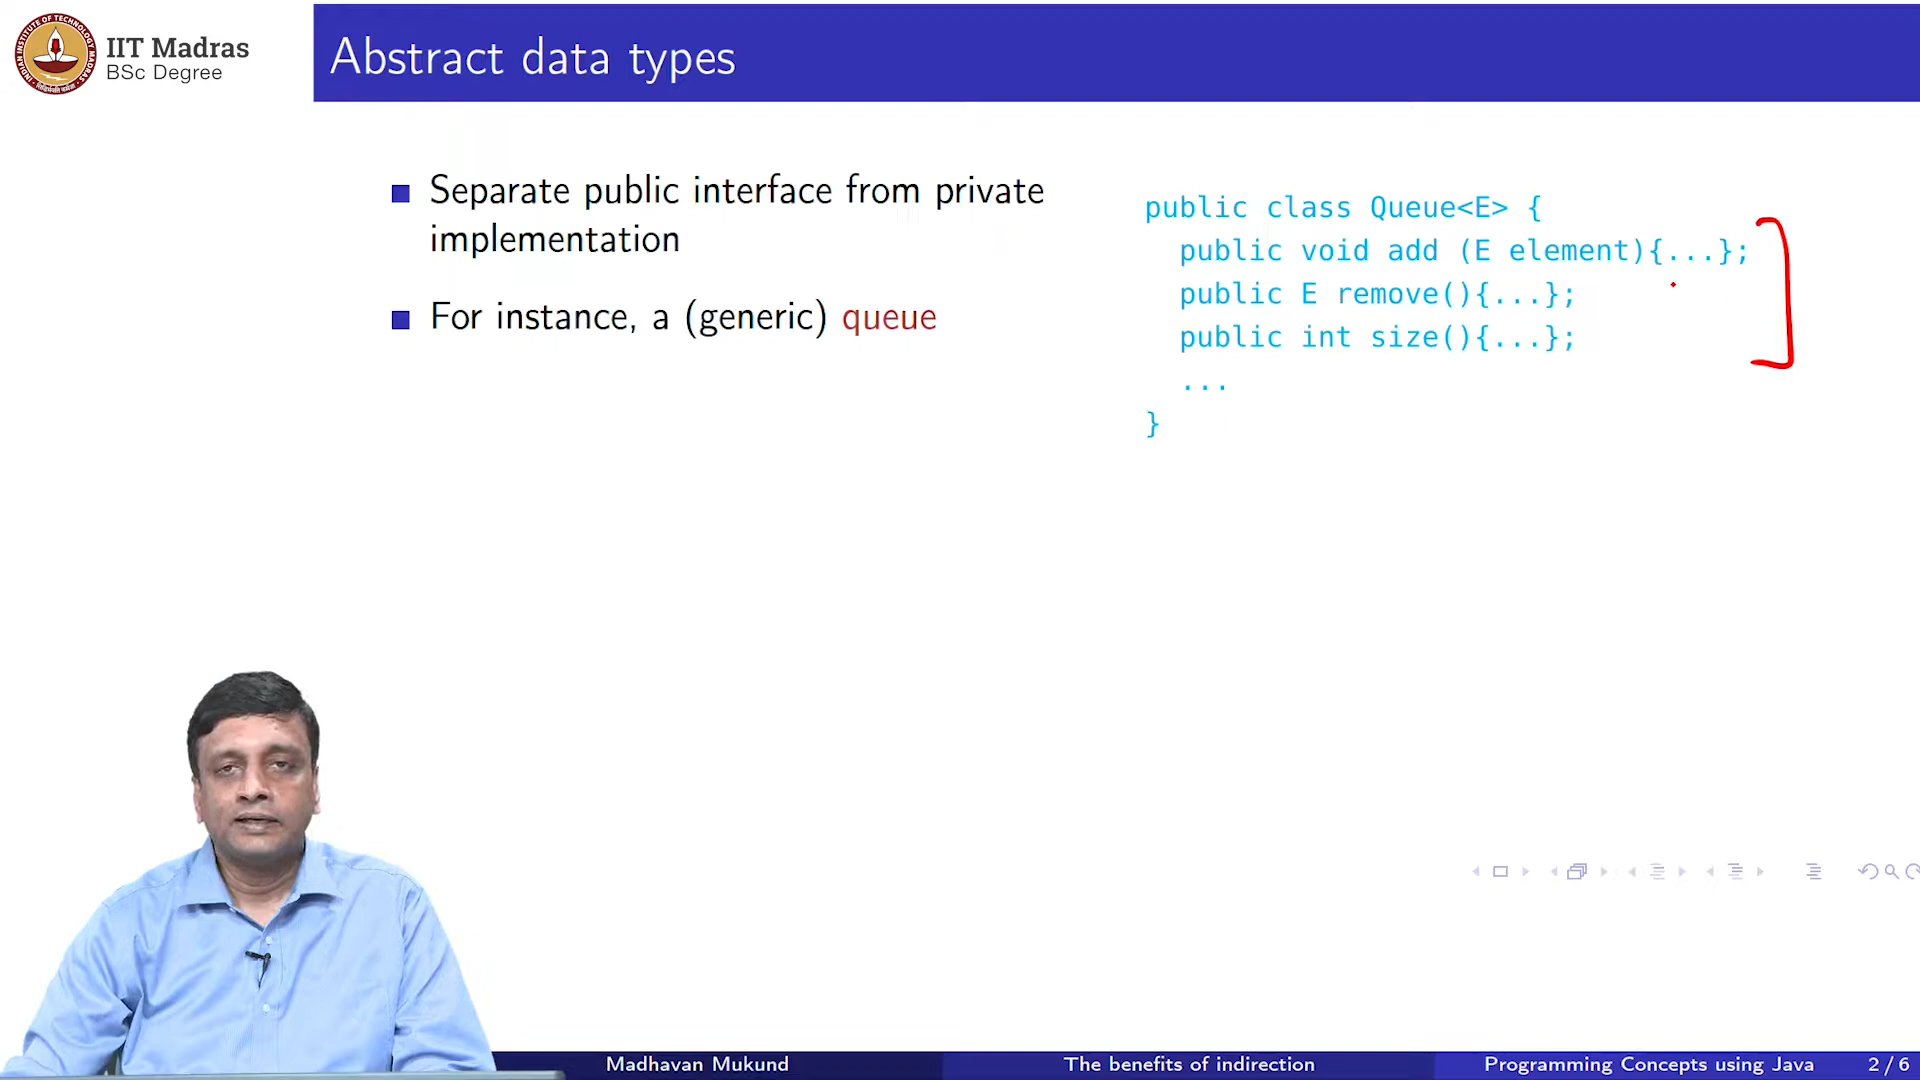 IIT Madras
BSc Degree
Abstract data types
Separate public interface from private
implementation
For instance, a (generic) queue
public class Queue<E> {
public void add (E element){...};
public E remove(){...};
public int size(){...};
...
}
Madhavan Mukund
The benefits of indirection
Programming Concepts using Java
2 / 6